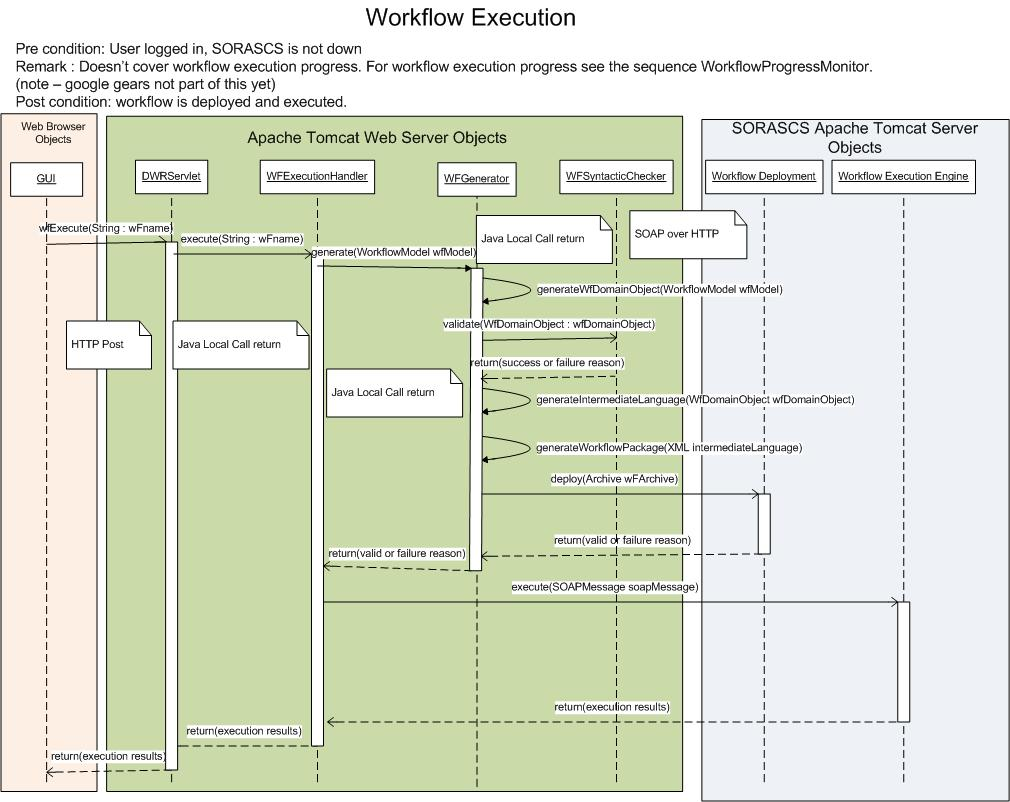 Workflow Execution
Pre condition: User logged in, SORASCS is not down
Remark : Doesn't cover workflow execution progress. For workflow execution progress see the sequence WorkflowProgressMonitor.
(note – google gears not part of this yet)
Post condition: workflow is deployed and executed.
Web Browser
Objects
Apache Tomcat Web Server Objects
SORASCS Apache Tomcat Server
Objects
GUI
DWRServlet
WFExecutionHandler
WFGenerator
WFSyntacticChecker
Workflow Deployment
Workflow Execution Engine
wfExecute(String : wFname)
execute(String : wFname)
generate(WorkflowModel wfModel)
Java Local Call return
SOAP over HTTP
generateWfDomainObject(WorkflowModel wfModel)
validate(WfDomainObject : wfDomainObject)
HTTP Post
Java Local Call return
return(success or failure reason)
Java Local Call return
generateIntermediateLanguage(WfDomainObject wfDomainObject)
generateWorkflowPackage(XML intermediateLanguage)
deploy(Archive wFArchive)
return(valid or failure reason)
return(valid or failure reason)
execute(SOAPMessage soapMessage)
return(execution results)
return(execution results)
return(execution results)